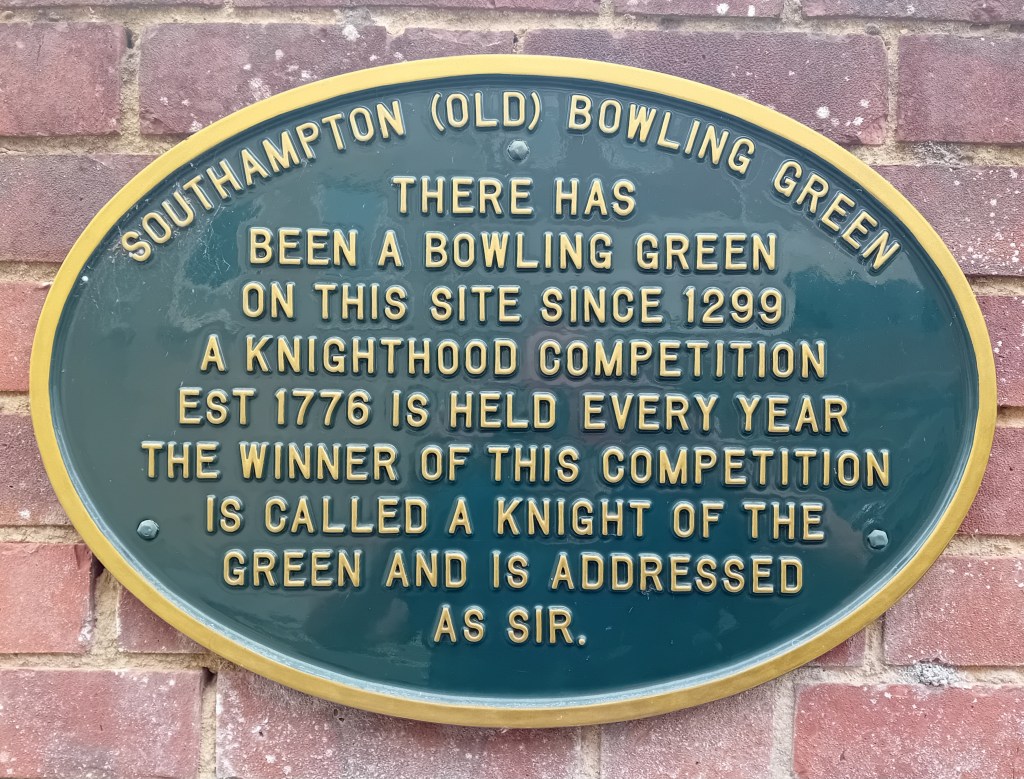 SOUTHAMPTON (OLD) BOWLING GREEN
THERE HAS
BEEN A BOWLING GREEN
ON THIS SITE SINCE 1299
A KNIGHTHOOD COMPETITION
EST 1776 IS HELD EVERY YEAR
THE WINNER OF THIS COMPETITION
IS CALLED A KNIGHT OF THE
GREEN AND IS ADDRESSED
AS SIR.